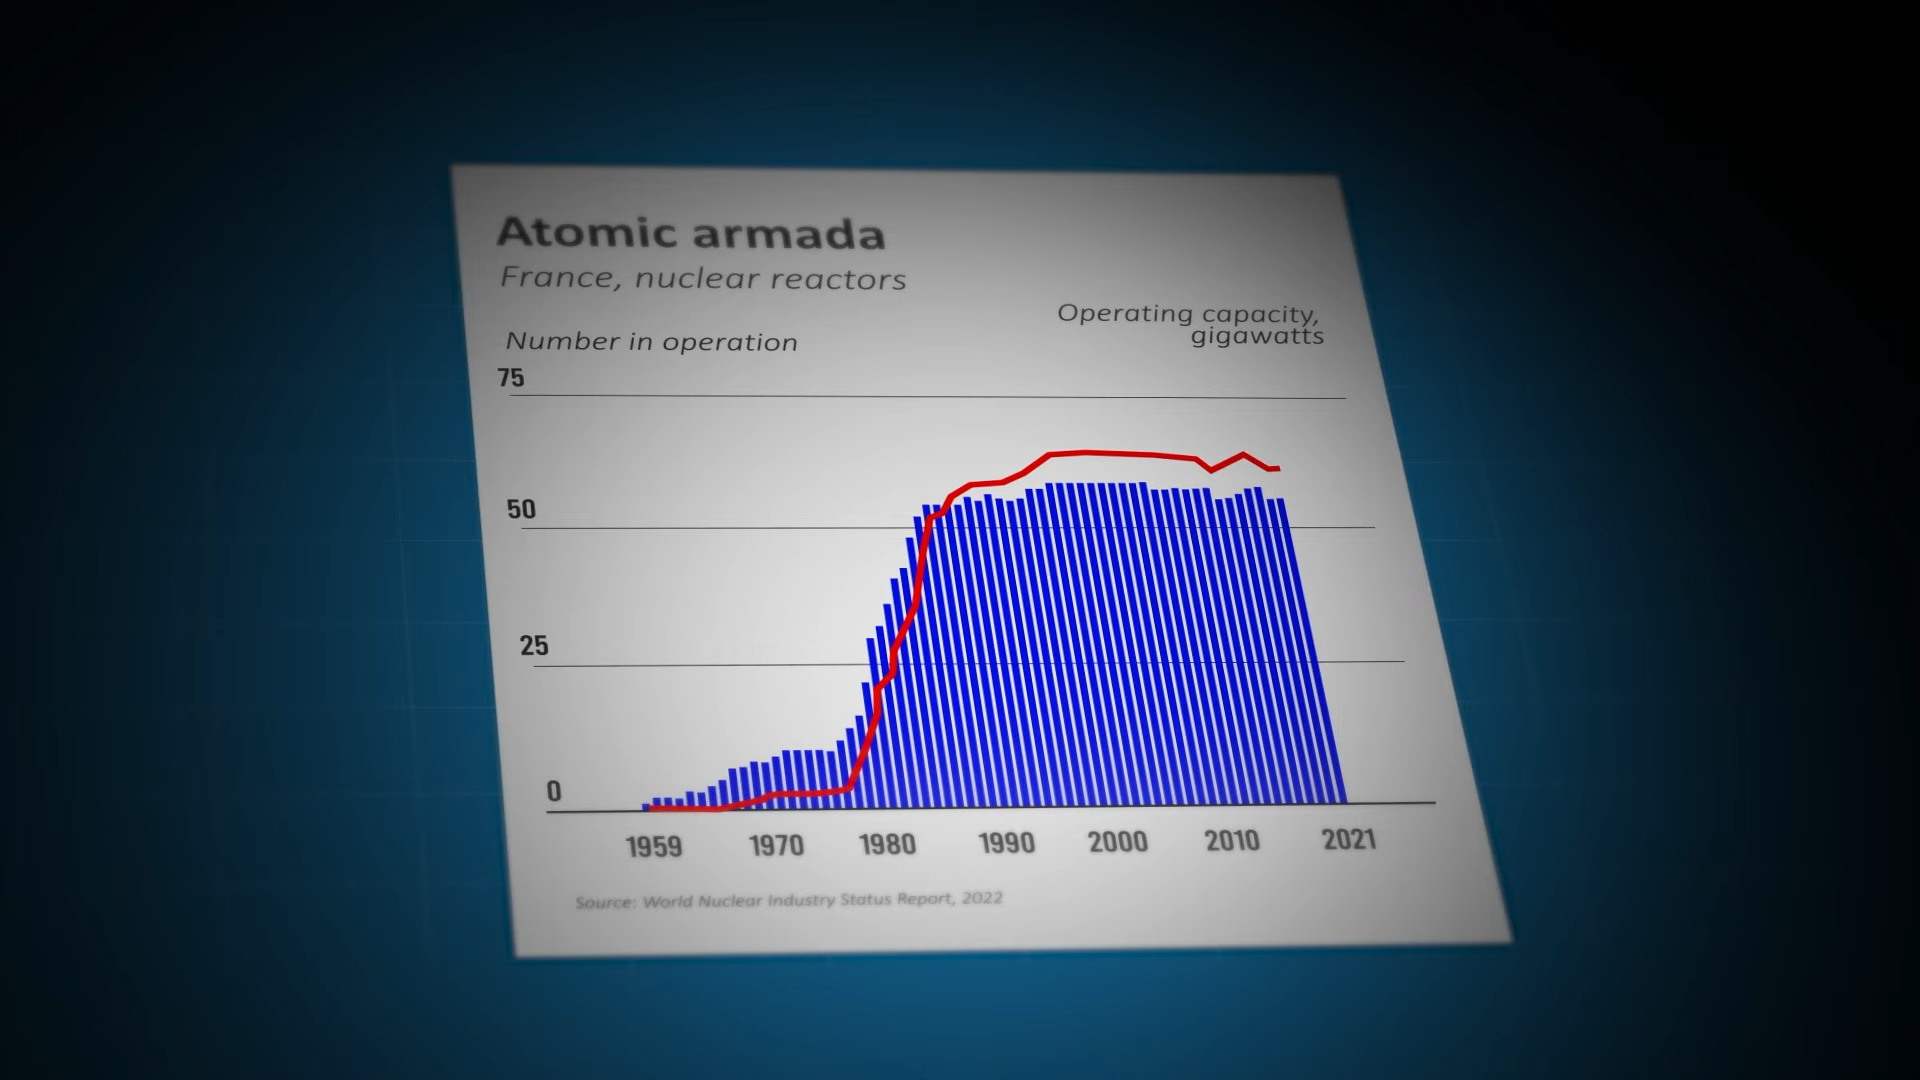 Atomic armada
France, nuclear reactors
Operating capacity,
gigawatts
Number in operation
75
50
25
0
1959 1970 1980 1990 2000 2010 2021
Source: World Nuclear Industry Status Report, 2022